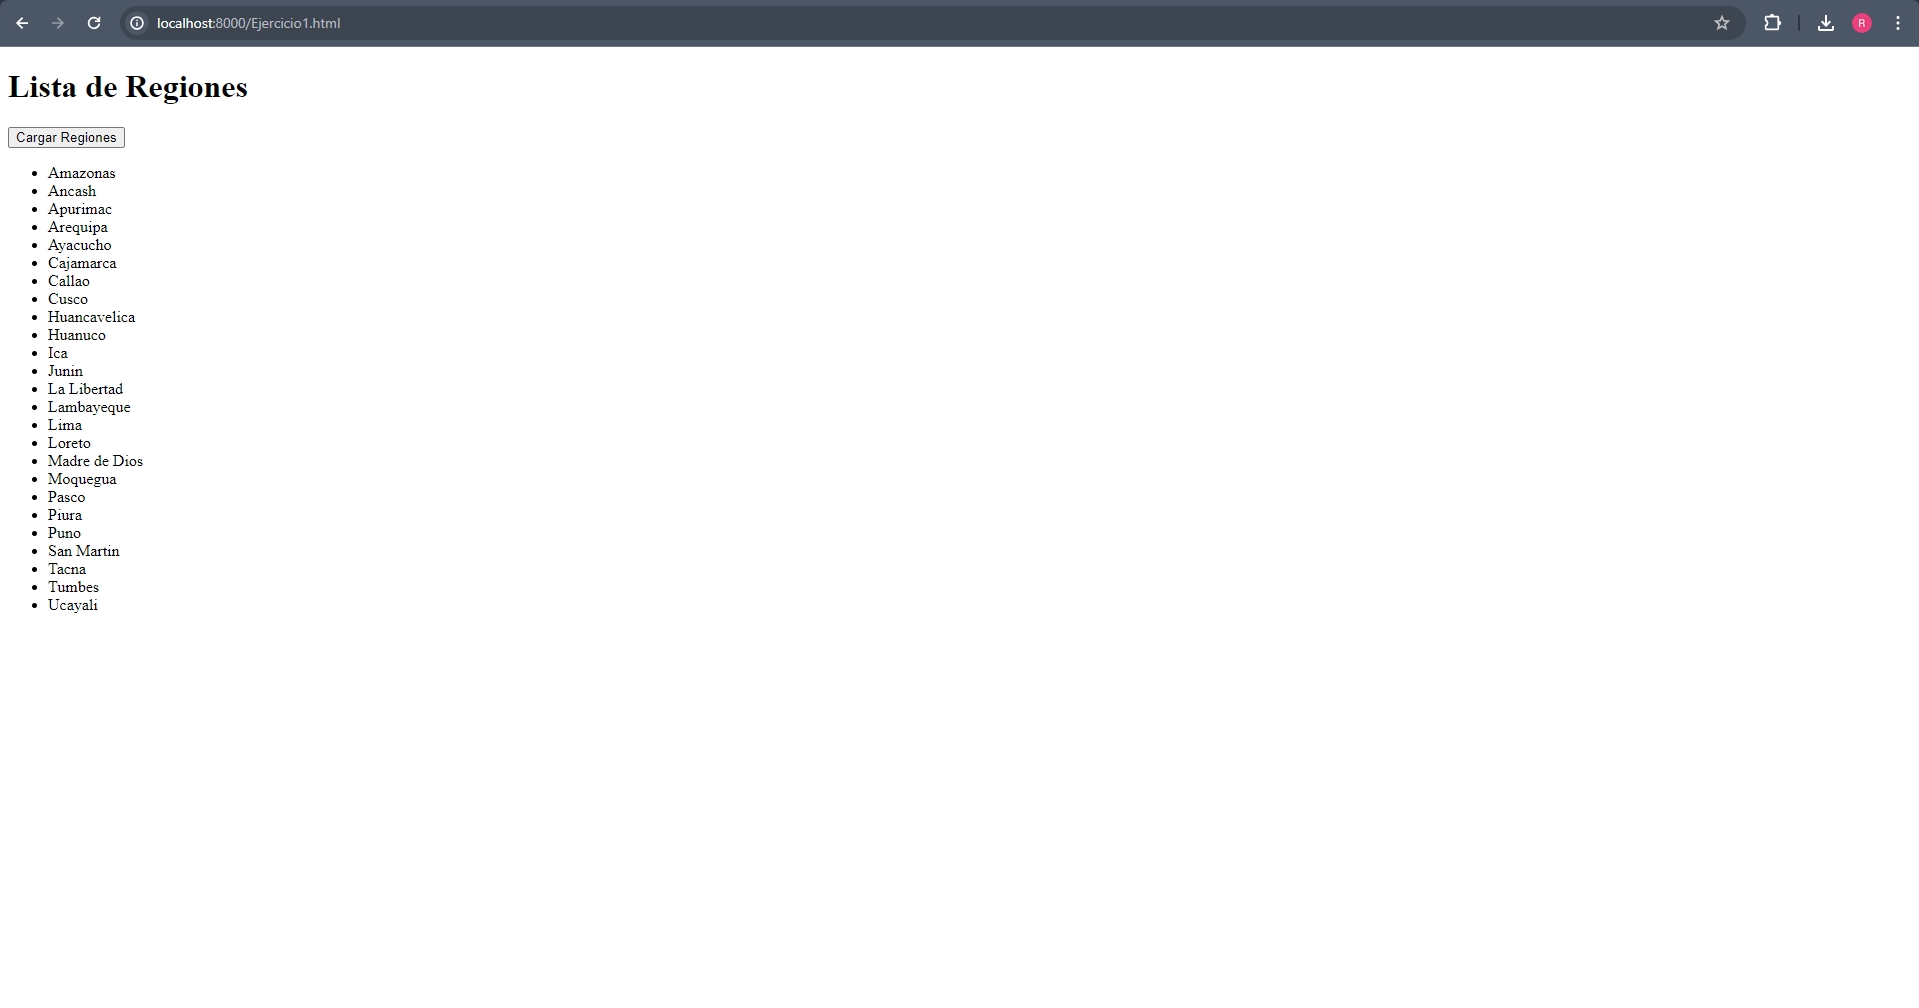 localhost:8000/Ejercicio1.html
R
Lista de Regiones
Cargar Regiones
Amazonas
Ancash
Apurimac
Arequipa
Ayacucho
Cajamarca
Callao
Cusco
Huancavelica
Huanuco
Ica
Junin
La Libertad
Lambayeque
Lima
Loreto
Madre de Dios
Moquegua
Pasco
Piura
Puno
San Martin
Tacna
Tumbes
Ucayali